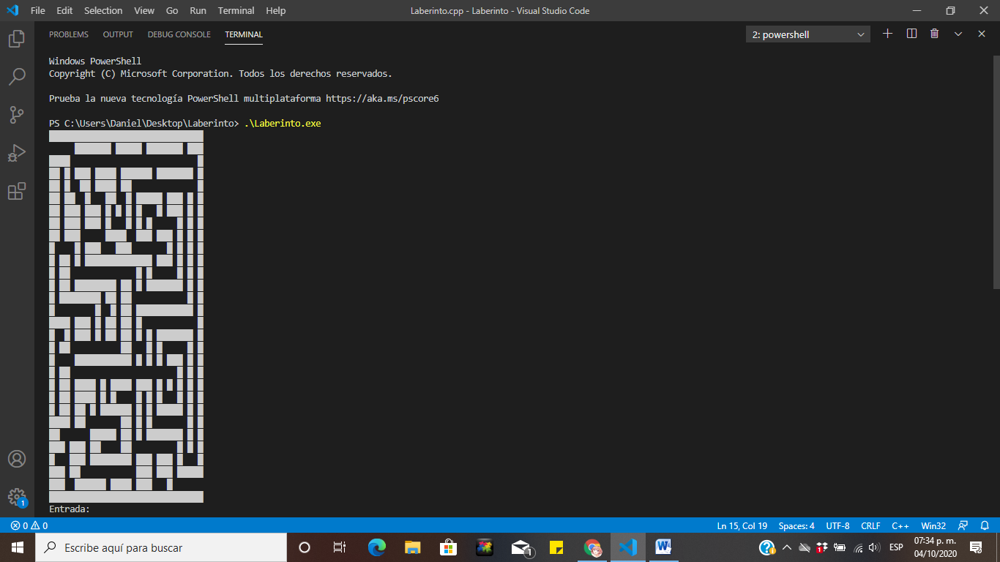 File Edit Selection View Go Run Terminal Help
Laberinto.cpp - Laberinto - Visual Studio Code
PROBLEMS OUTPUT DEBUG CONSOLE TERMINAL
2: powershell
Windows PowerShell
Copyright (C) Microsoft Corporation. Todos los derechos reservados.
Prueba la nueva tecnología PowerShell multiplataforma https://aka.ms/pscore6
PS C:\Users\Daniel\Desktop\Laberinto> .\Laberinto.exe
Entrada:
1
0 0 Ln 15, Col 19 Spaces: 4 UTF-8 CRLF C++ Win32
Escribe aquí para buscar
1
1
ESP
07:34 p. m.
04/10/2020